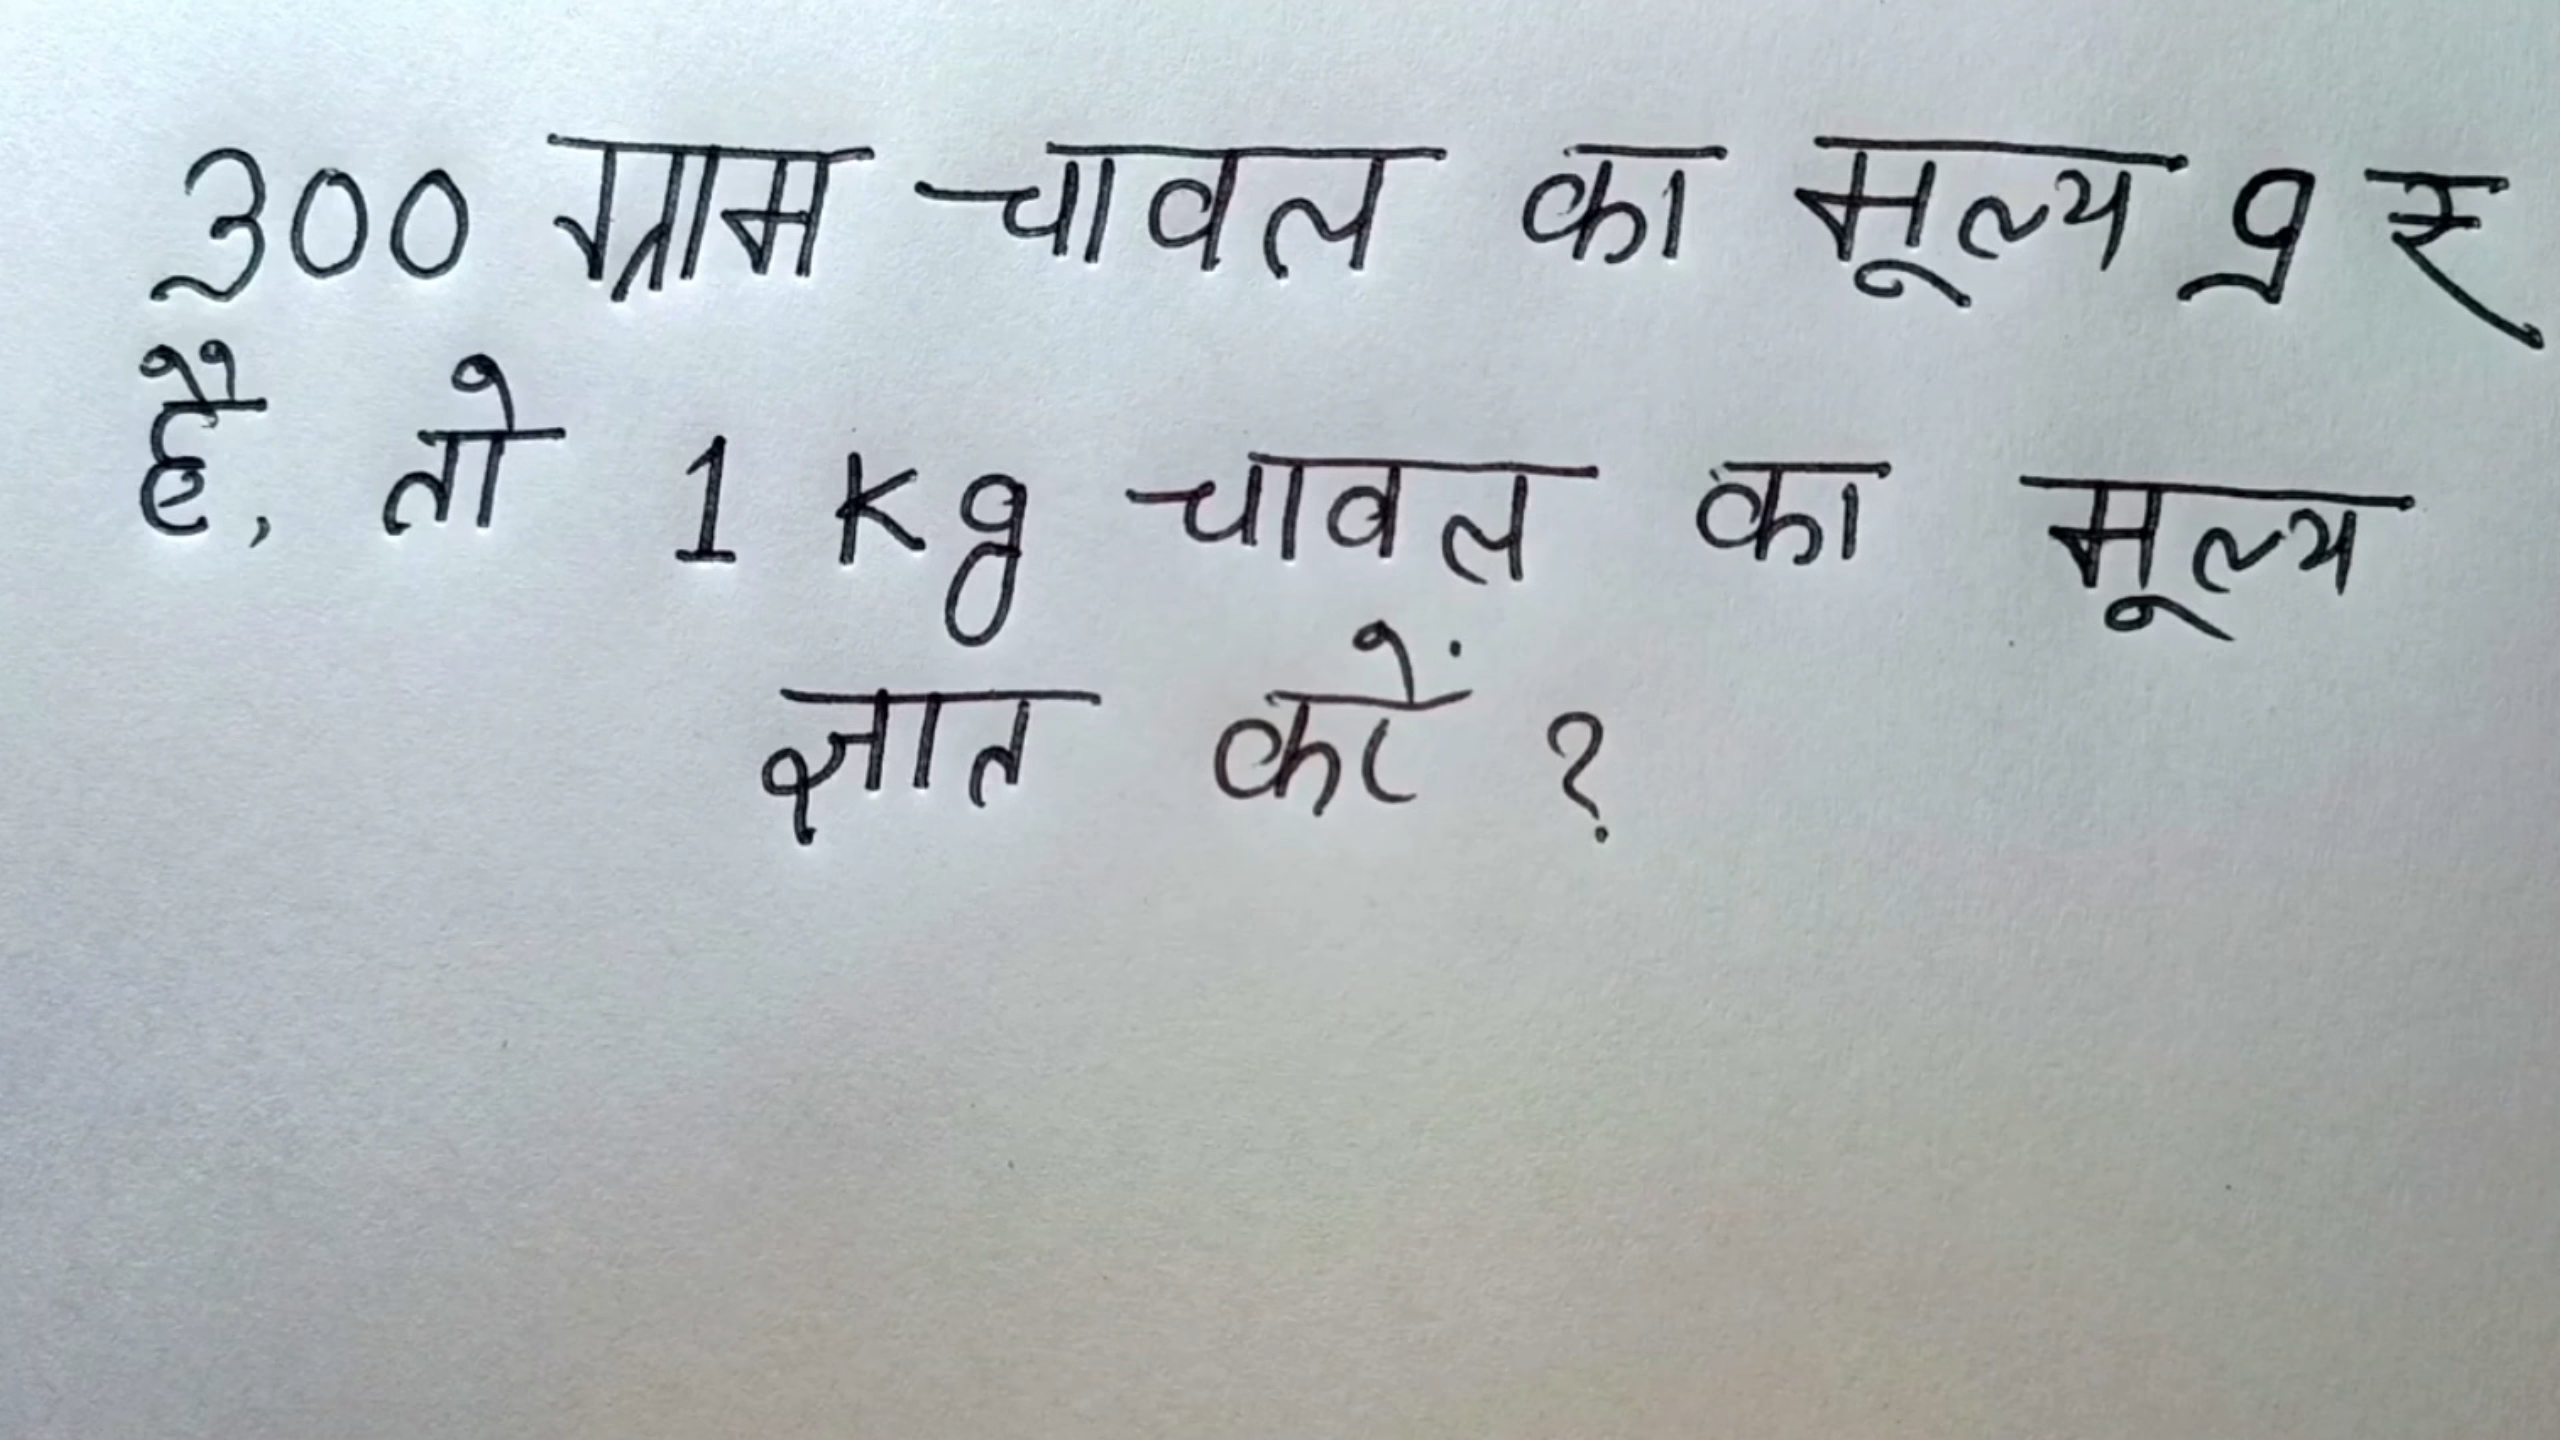 300 ग्राम चावल का मूल्य 9 ₹
है, तो 1 kg चावल का मूल्य
ज्ञात करें ?